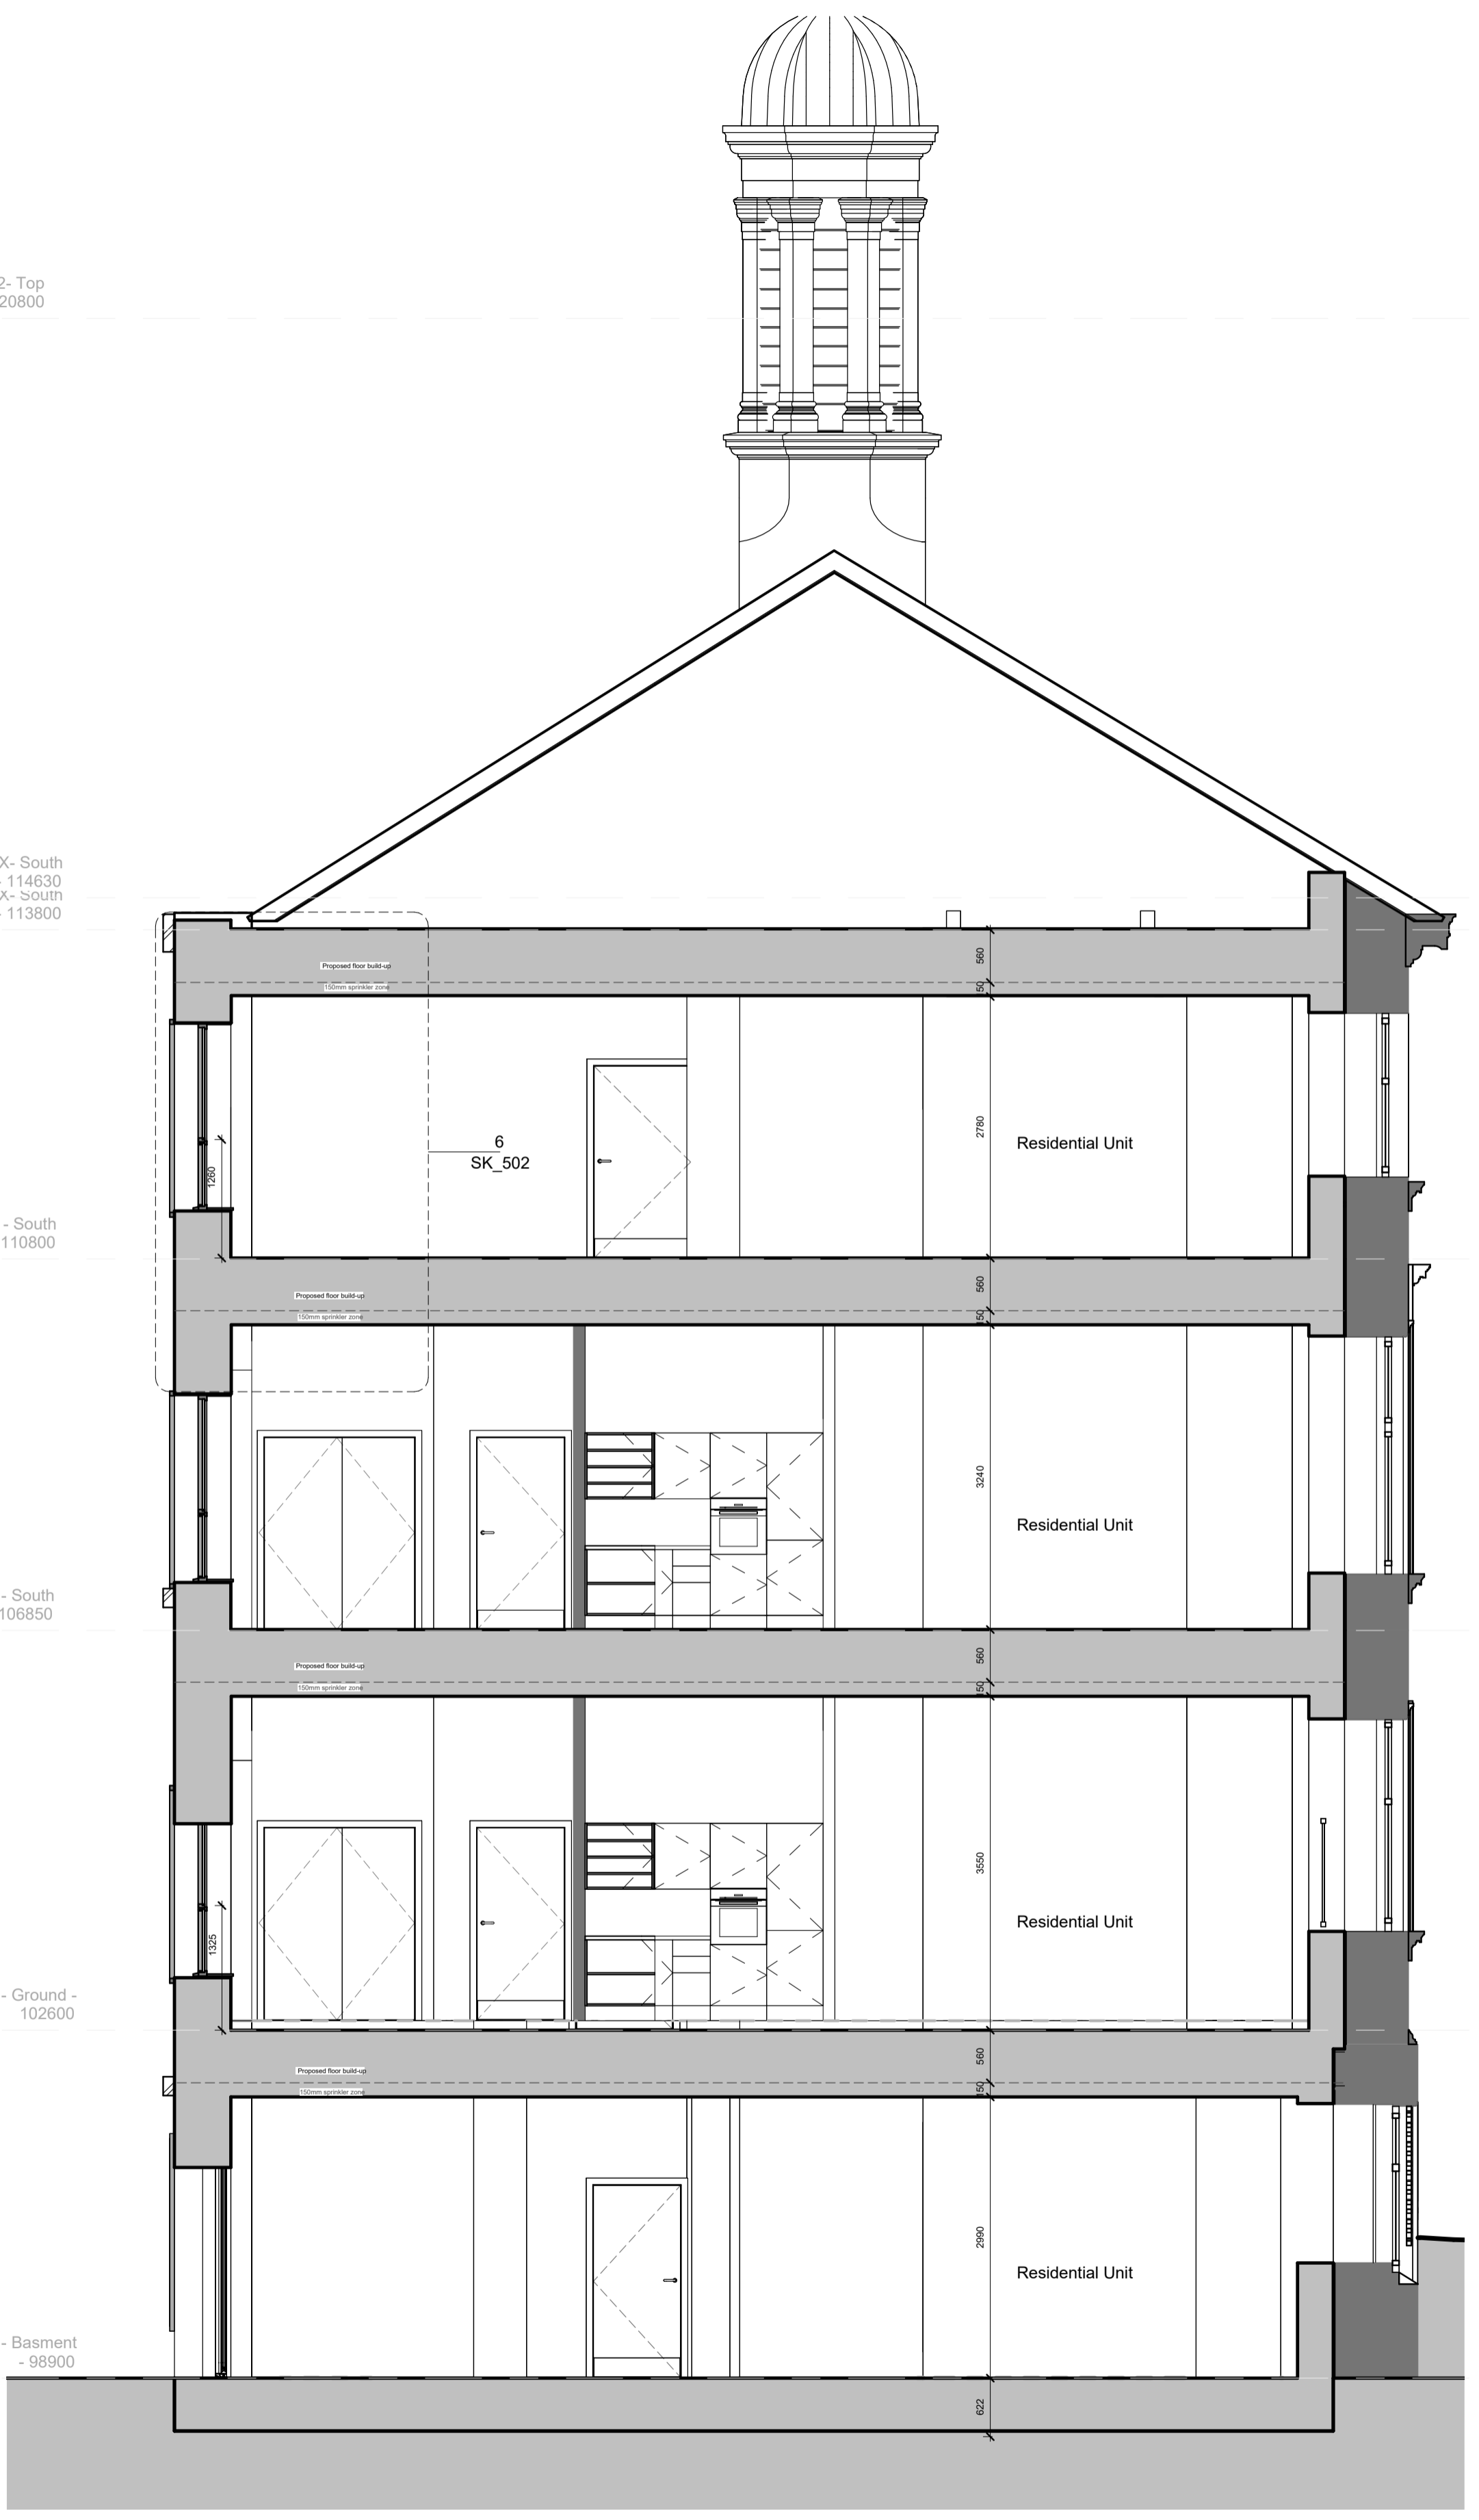 2- Top
20800
X- South
- 114630
X- South
- 113800
560
Proposed floor build-up
150mm sprinkler zone
50
2780
6
SK_502
Residential Unit
1260
- South
110800
560
Proposed floor build-up
150mm sprinkler zone
150
3240
Residential Unit
- South
106850
560
Proposed floor build-up
150mm sprinkler zone
150
3550
Residential Unit
1325
- Ground -
102600
560
Proposed floor build-up
150mm sprinkler zone
150
2990
Residential Unit
- Basment
- 98900
622